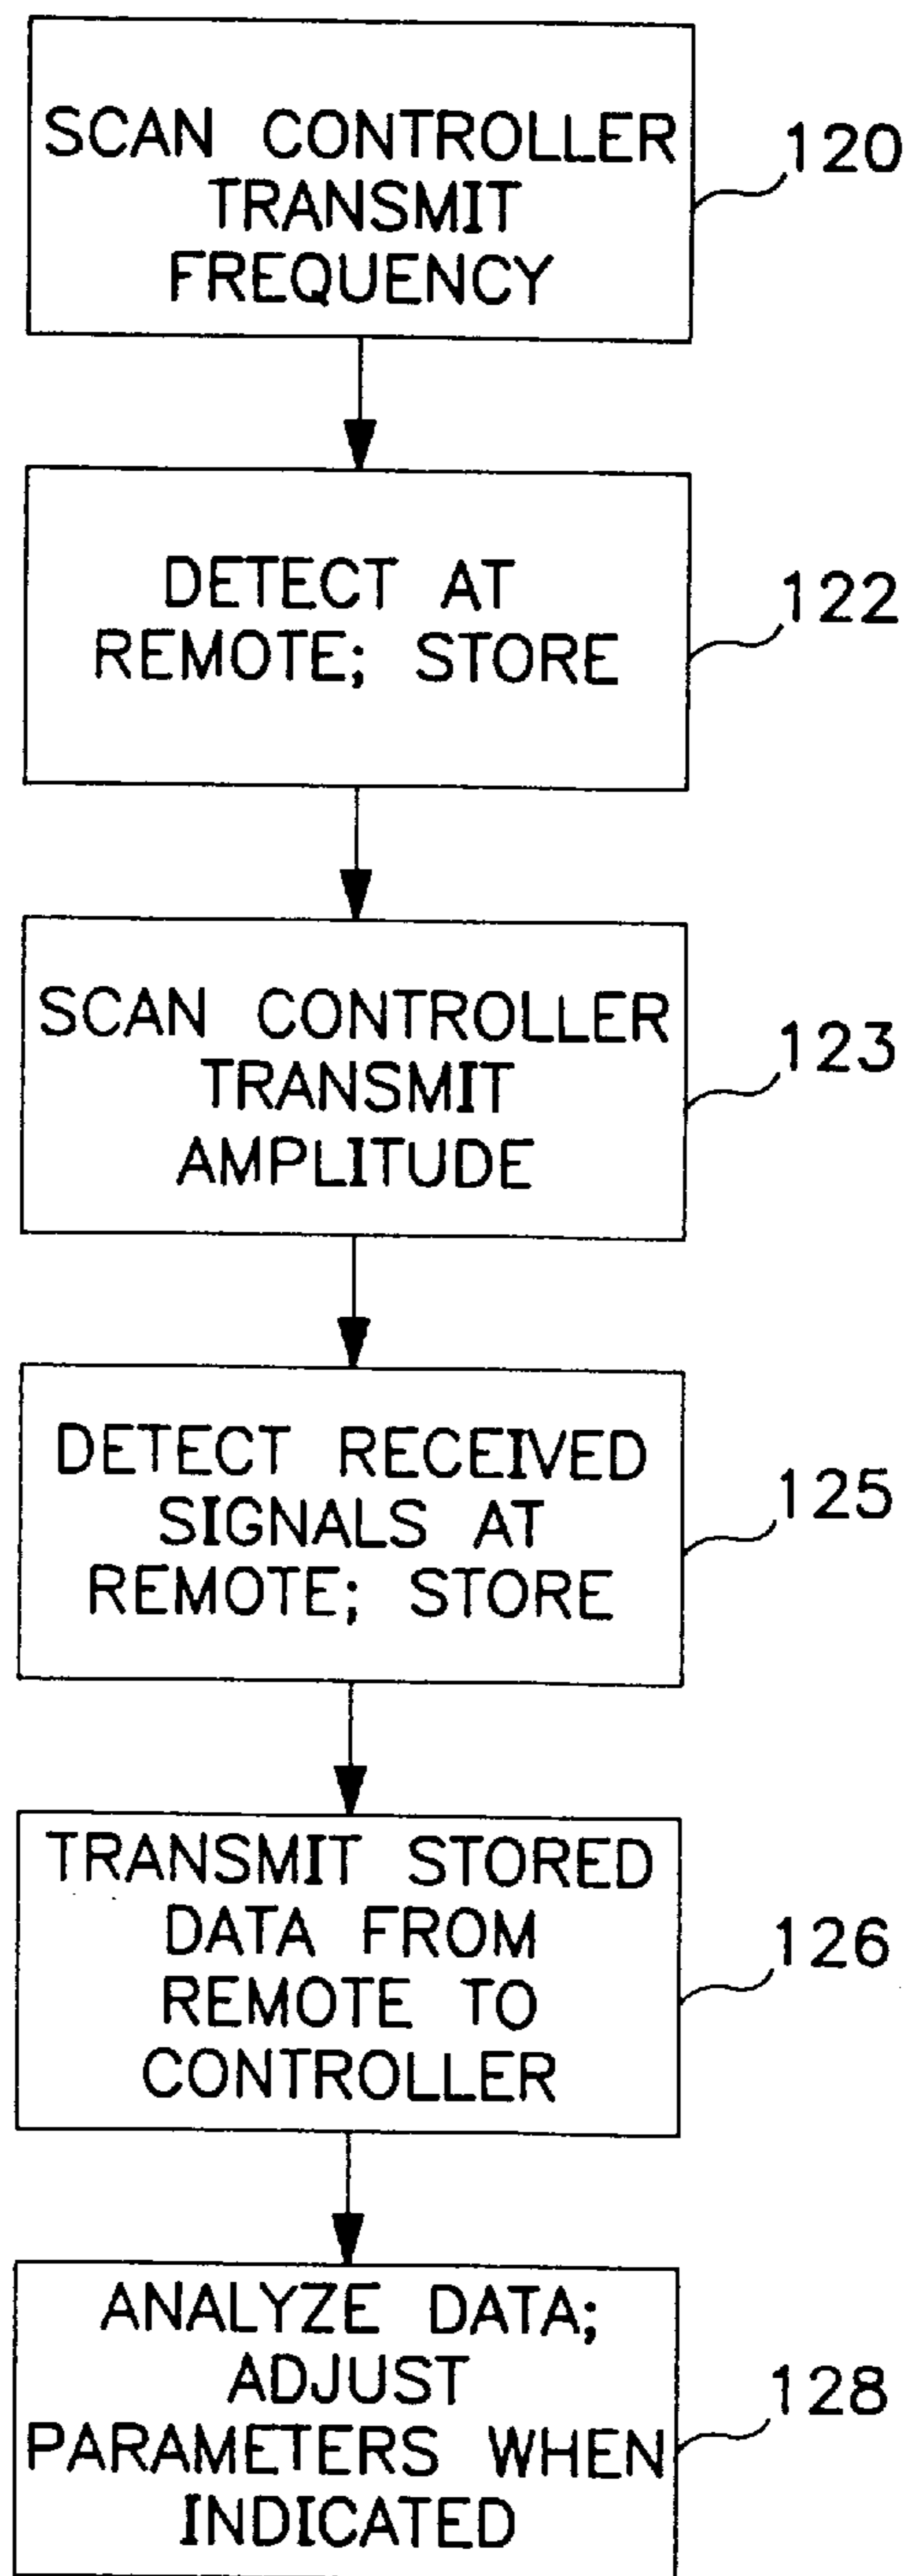 SCAN CONTROLLER
TRANSMIT
FREQUENCY
120
DETECT AT
REMOTE; STORE
122
SCAN CONTROLLER
TRANSMIT
AMPLITUDE
123
DETECT RECEIVED
SIGNALS AT
REMOTE; STORE
125
TRANSMIT STORED
DATA FROM
REMOTE TO
CONTROLLER
126
ANALYZE DATA;
ADJUST
PARAMETERS WHEN
INDICATED
128